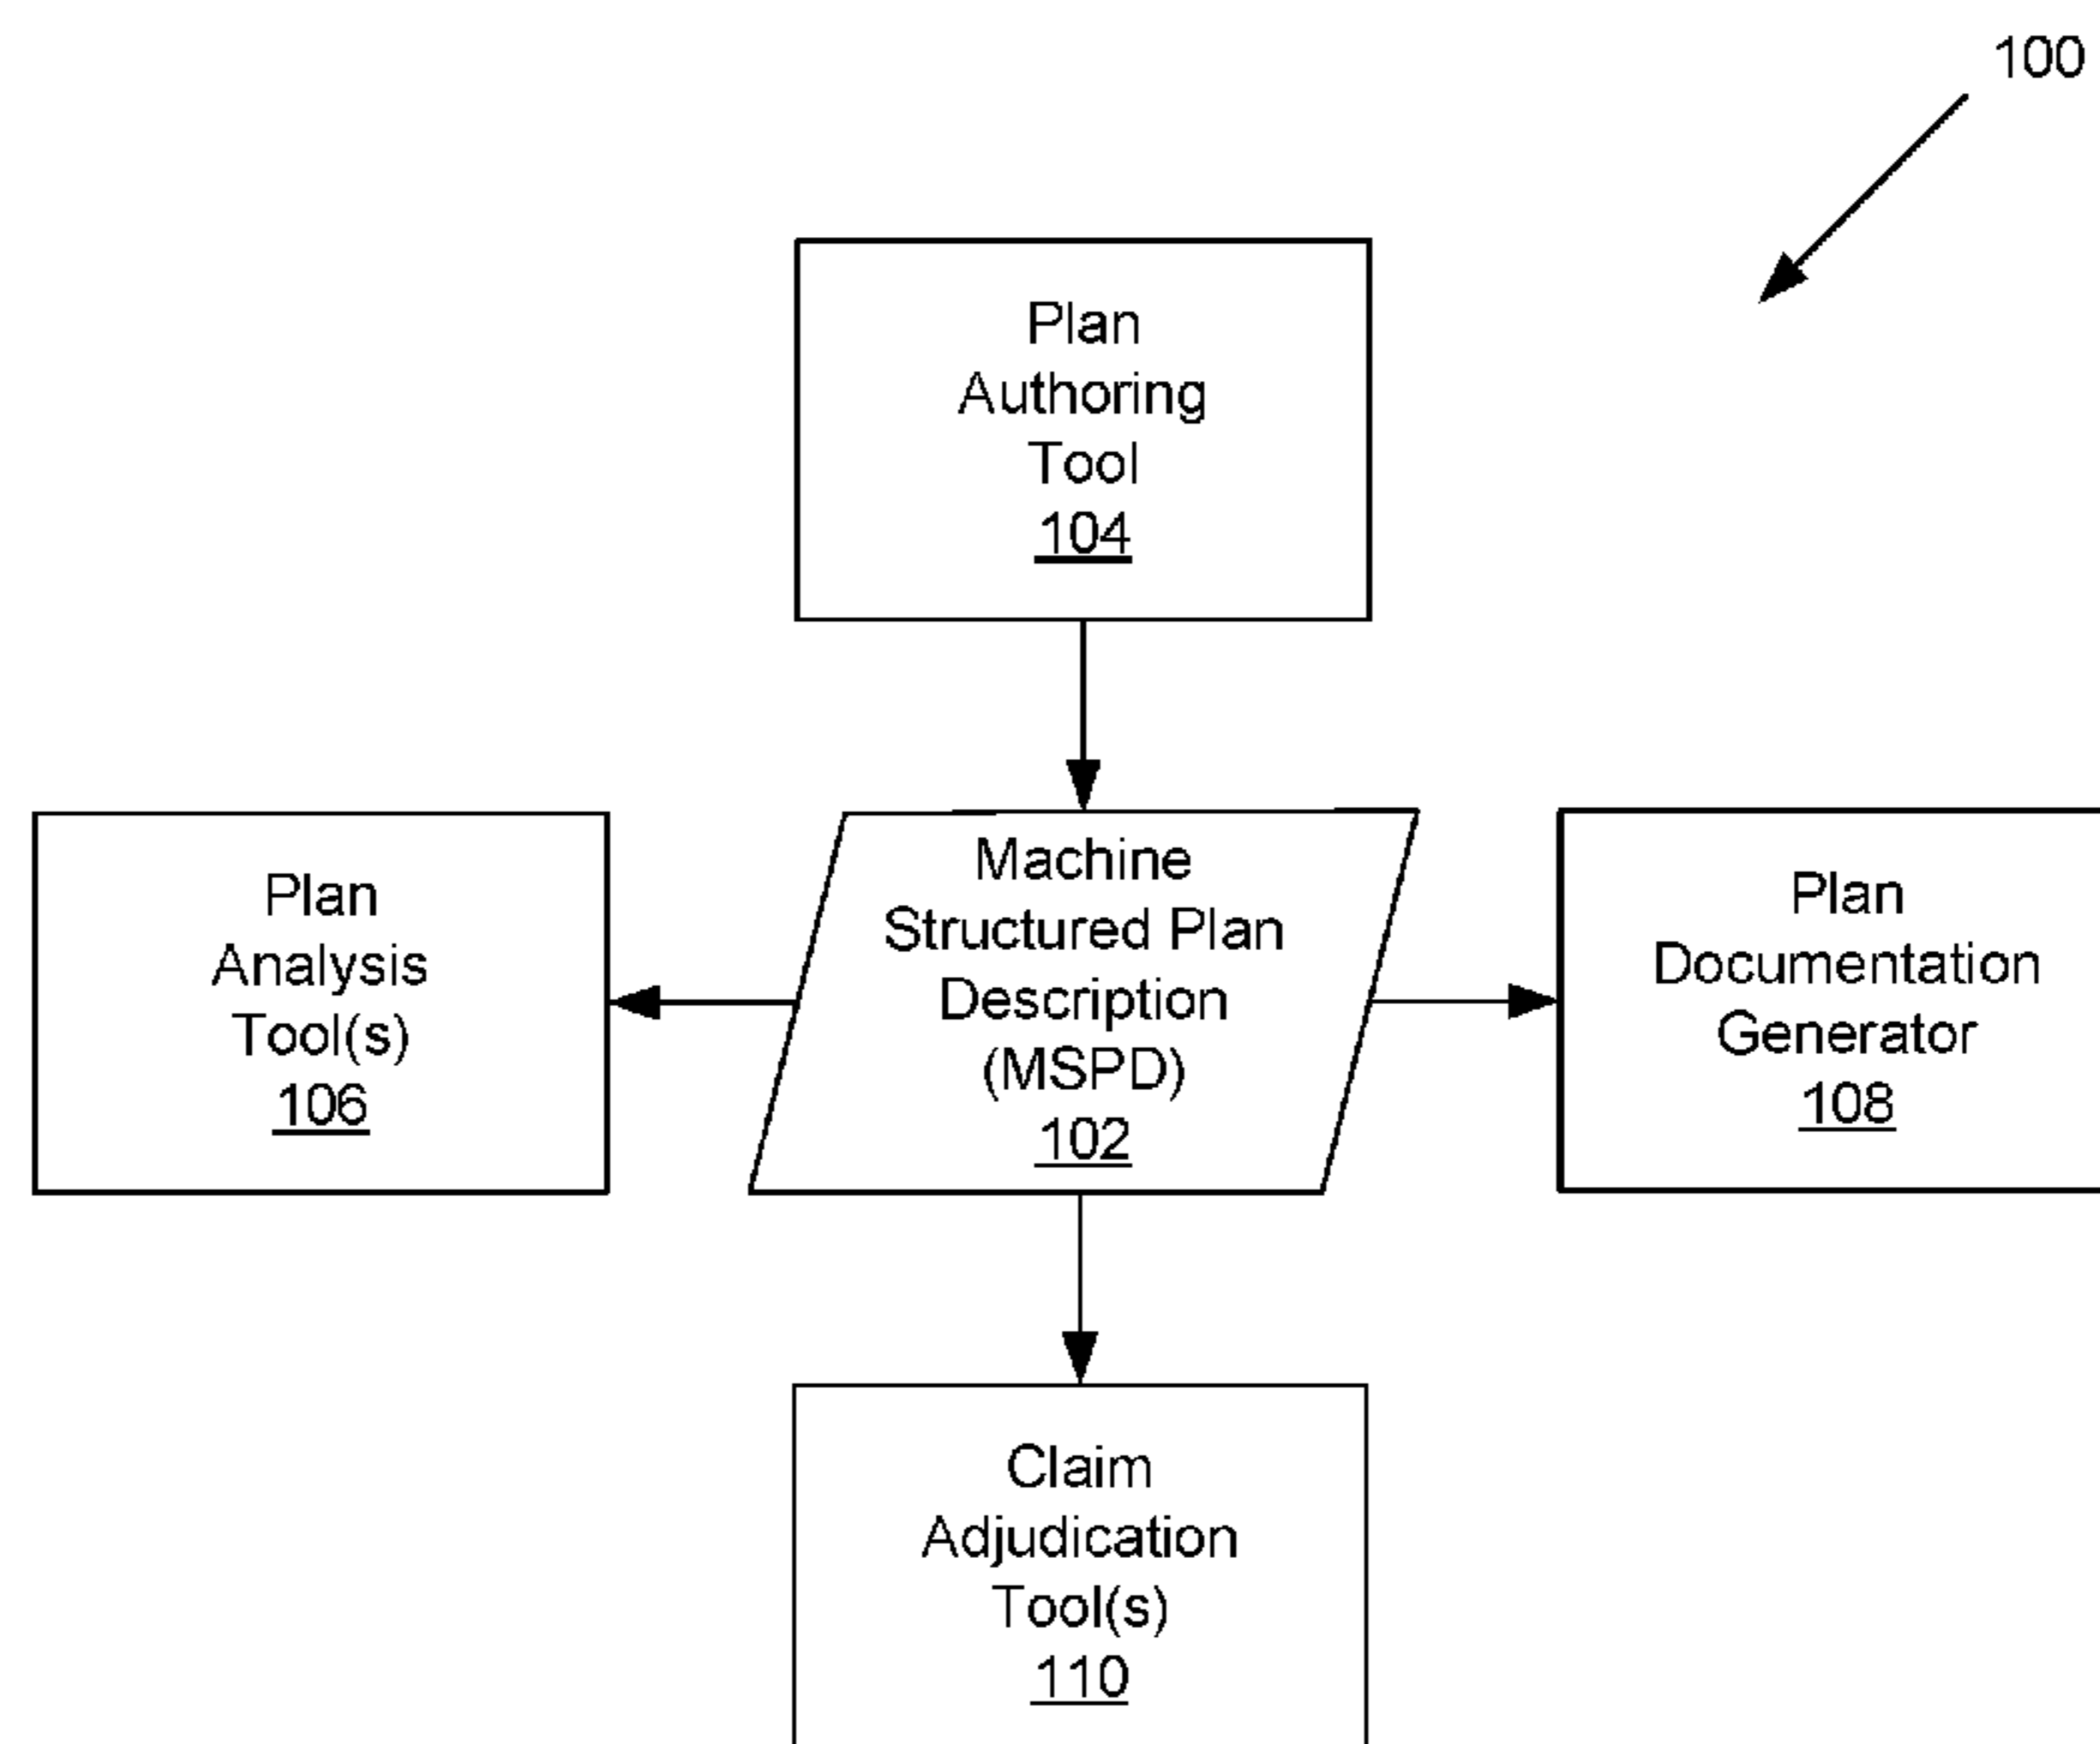 100
Plan
Authoring
Tool
104
Plan
Analysis
Tool(s)
106
Machine
Structured Plan
Description
(MSPD)
102
Plan
Documentation
Generator
108
Claim
Adjudication
Tool(s)
110